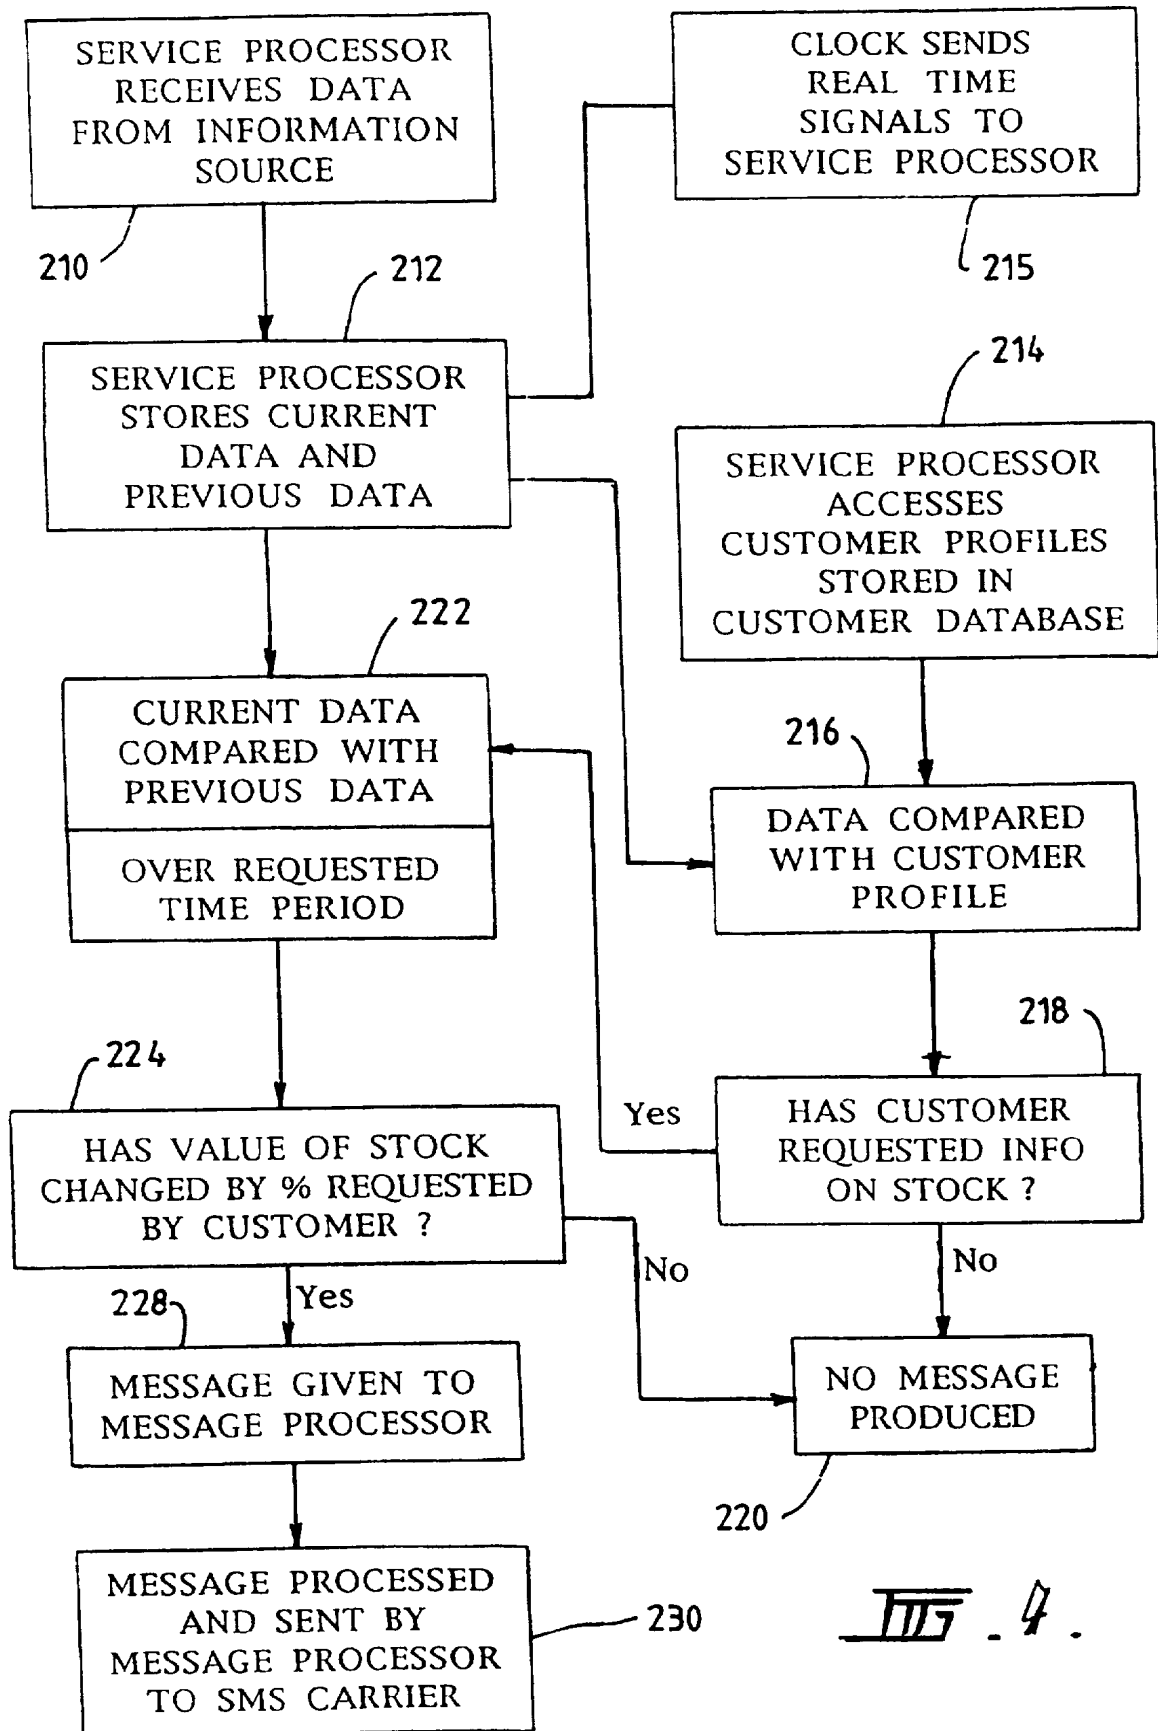 SERVICE PROCESSOR
RECEIVES DATA
FROM INFORMATION
SOURCE
210
CLOCK SENDS
REAL TIME
SIGNALS TO
SERVICE PROCESSOR
215
212
SERVICE PROCESSOR
STORES CURRENT
DATA AND
PREVIOUS DATA
214
SERVICE PROCESSOR
ACCESSES
CUSTOMER PROFILES
STORED IN
CUSTOMER DATABASE
222
CURRENT DATA
COMPARED WITH
PREVIOUS DATA
OVER REQUESTED
TIME PERIOD
216
DATA COMPARED
WITH CUSTOMER
PROFILE
218
HAS CUSTOMER
REQUESTED INFO
ON STOCK ?
Yes
No
224
HAS VALUE OF STOCK
CHANGED BY % REQUESTED
BY CUSTOMER ?
No
Yes
228
MESSAGE GIVEN TO
MESSAGE PROCESSOR
NO MESSAGE
PRODUCED
220
MESSAGE PROCESSED
AND SENT BY
MESSAGE PROCESSOR
TO SMS CARRIER
230
FIG. 4.